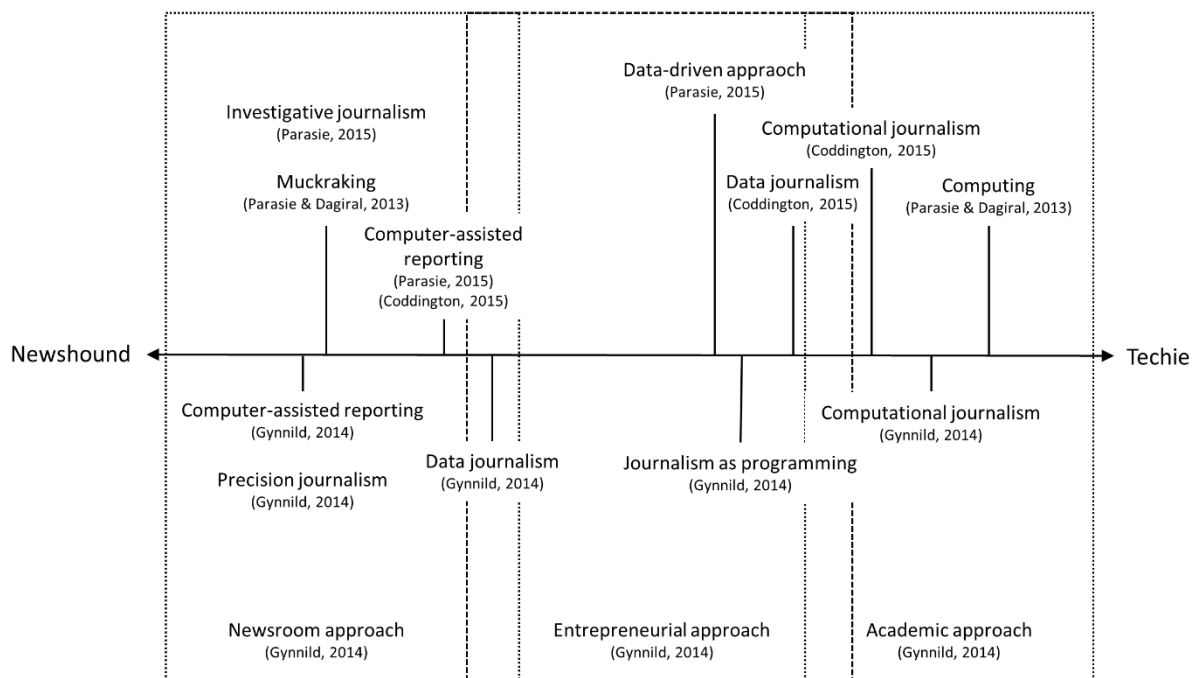 Data-driven appraoch
(Parasie, 2015)
Investigative journalism
(Parasie, 2015)
Computational journalism
(Coddington, 2015)
Muckraking
(Parasie & Dagiral, 2013)
Data journalism
(Coddington, 2015)
Computing
(Parasie & Dagiral, 2013)
Computer-assisted
reporting
(Parasie, 2015)
(Coddington, 2015)
Newshound
Techie
Computer-assisted reporting
(Gynnild, 2014)
Computational journalism
(Gynnild, 2014)
Data journalism
(Gynnild, 2014)
Journalism as programming
(Gynnild, 2014)
Precision journalism
(Gynnild, 2014)
Newsroom approach
(Gynnild, 2014)
Entrepreneurial approach
(Gynnild, 2014)
Academic approach
(Gynnild, 2014)